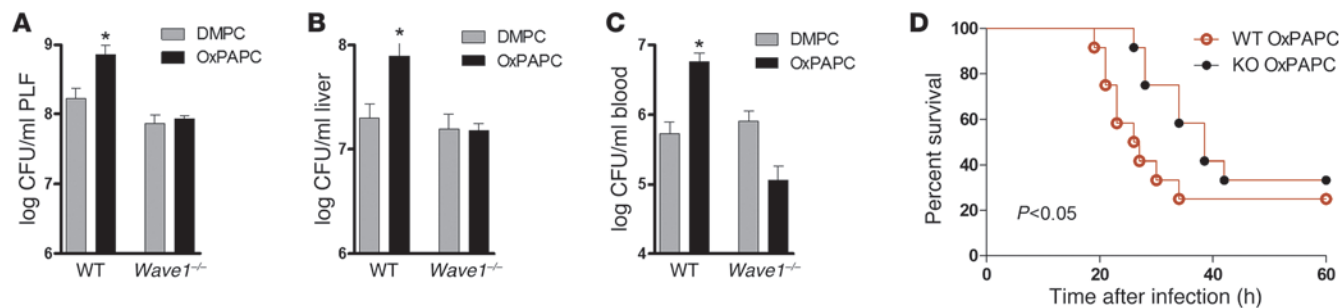 A
log CFU/ml PLF
9
8
7
6
*
DMPC
OxPAPC
WT
Wave1–/–
B
log CFU/ml liver
8
7
6
*
DMPC
OxPAPC
WT
Wave1–/–
C
log CFU/ml blood
7
6
5
4
*
DMPC
OxPAPC
WT
Wave1–/–
D
Percent survival
100
80
60
40
20
0
WT OxPAPC
KO OxPAPC
P<0.05
0 20 40 60
Time after infection (h)